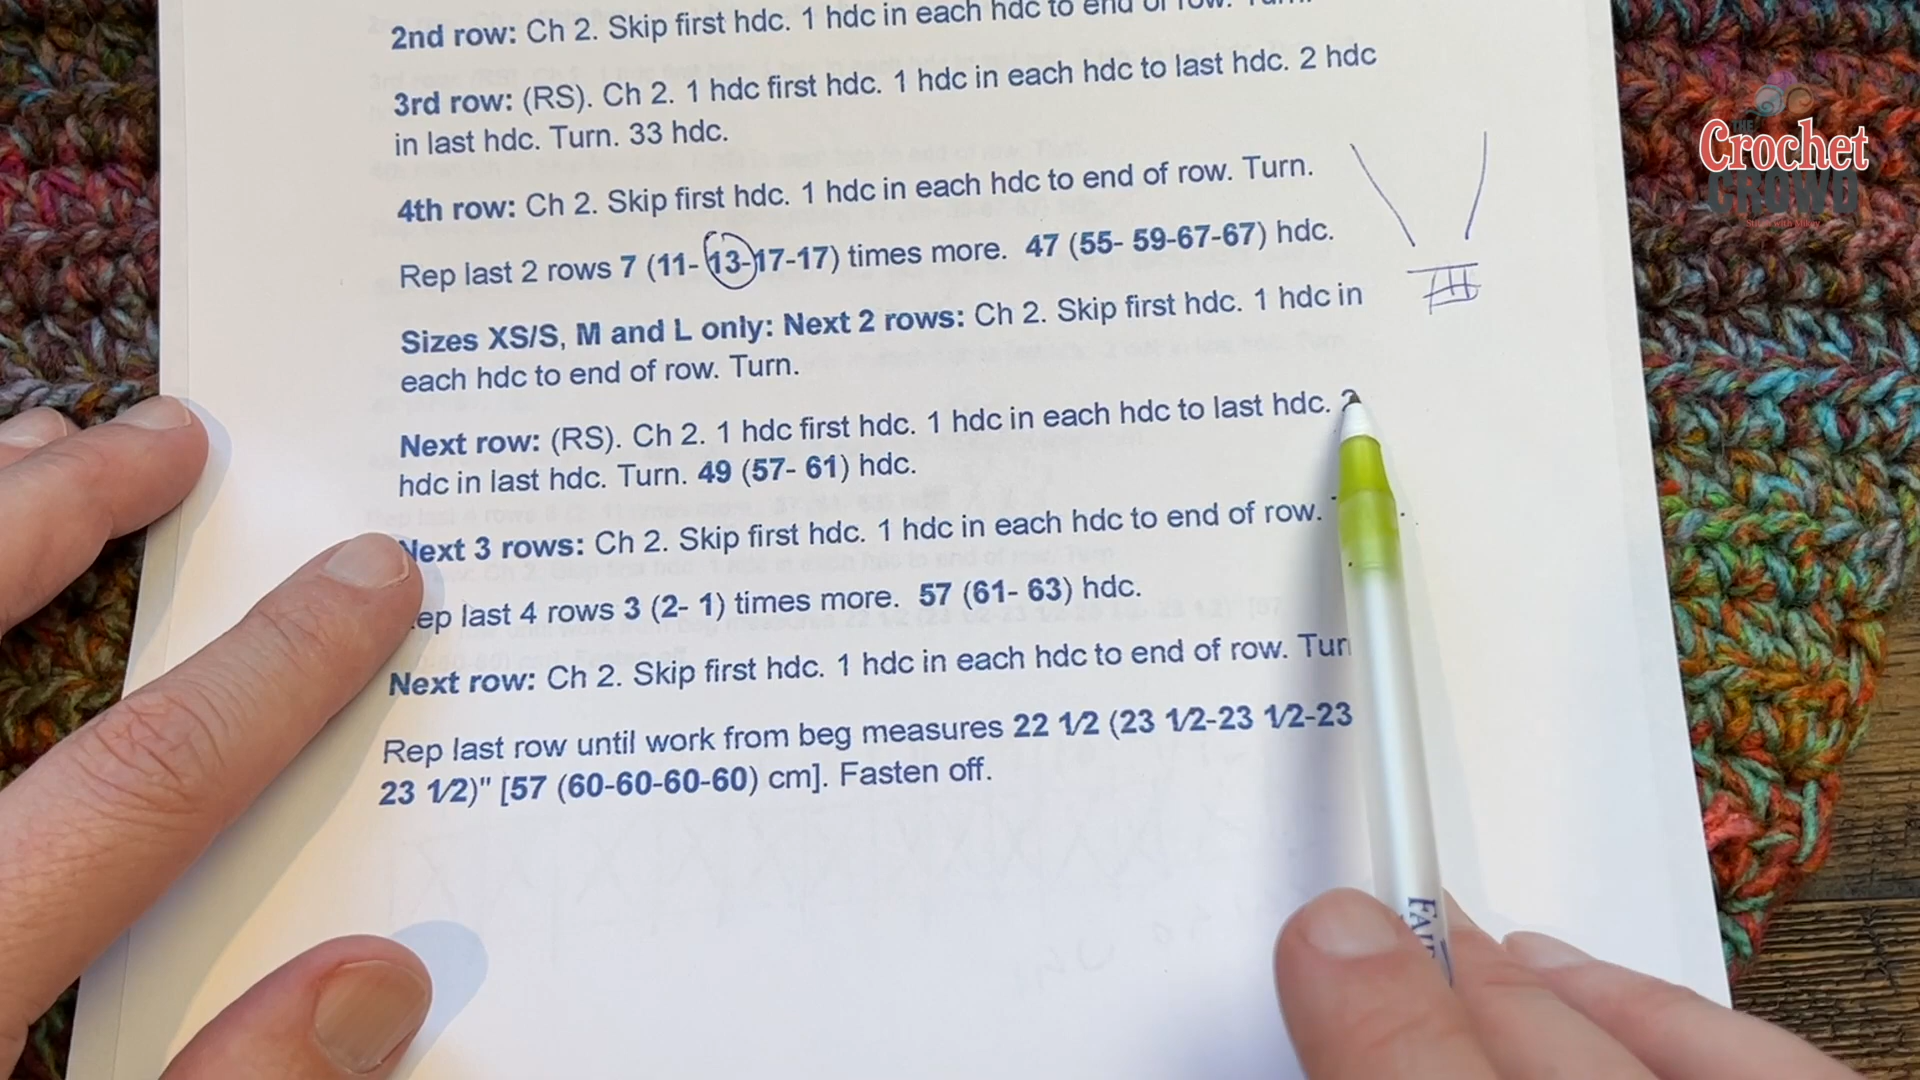 2nd row: Ch 2. Skip first hdc. 1 hdc in each hdc to end of row. Turn.
3rd row: (RS). Ch 2. 1 hdc first hdc. 1 hdc in each hdc to last hdc. 2 hdc
in last hdc. Turn. 33 hdc.
4th row: Ch 2. Skip first hdc. 1 hdc in each hdc to end of row. Turn.
Rep last 2 rows 7 (11- 13-17-17) times more. 47 (55- 59-67-67) hdc.
Sizes XS/S, M and L only: Next 2 rows: Ch 2. Skip first hdc. 1 hdc in
each hdc to end of row. Turn.
Next row: (RS). Ch 2. 1 hdc first hdc. 1 hdc in each hdc to last hdc. 2
hdc in last hdc. Turn. 49 (57- 61) hdc.
Next 3 rows: Ch 2. Skip first hdc. 1 hdc in each hdc to end of row.
ep last 4 rows 3 (2- 1) times more. 57 (61- 63) hdc.
Next row: Ch 2. Skip first hdc. 1 hdc in each hdc to end of row. Tur
Rep last row until work from beg measures 22 1/2 (23 1/2-23 1/2-23
23 1/2)" [57 (60-60-60-60) cm]. Fasten off.
THE
Crochet
CROWD
FAI